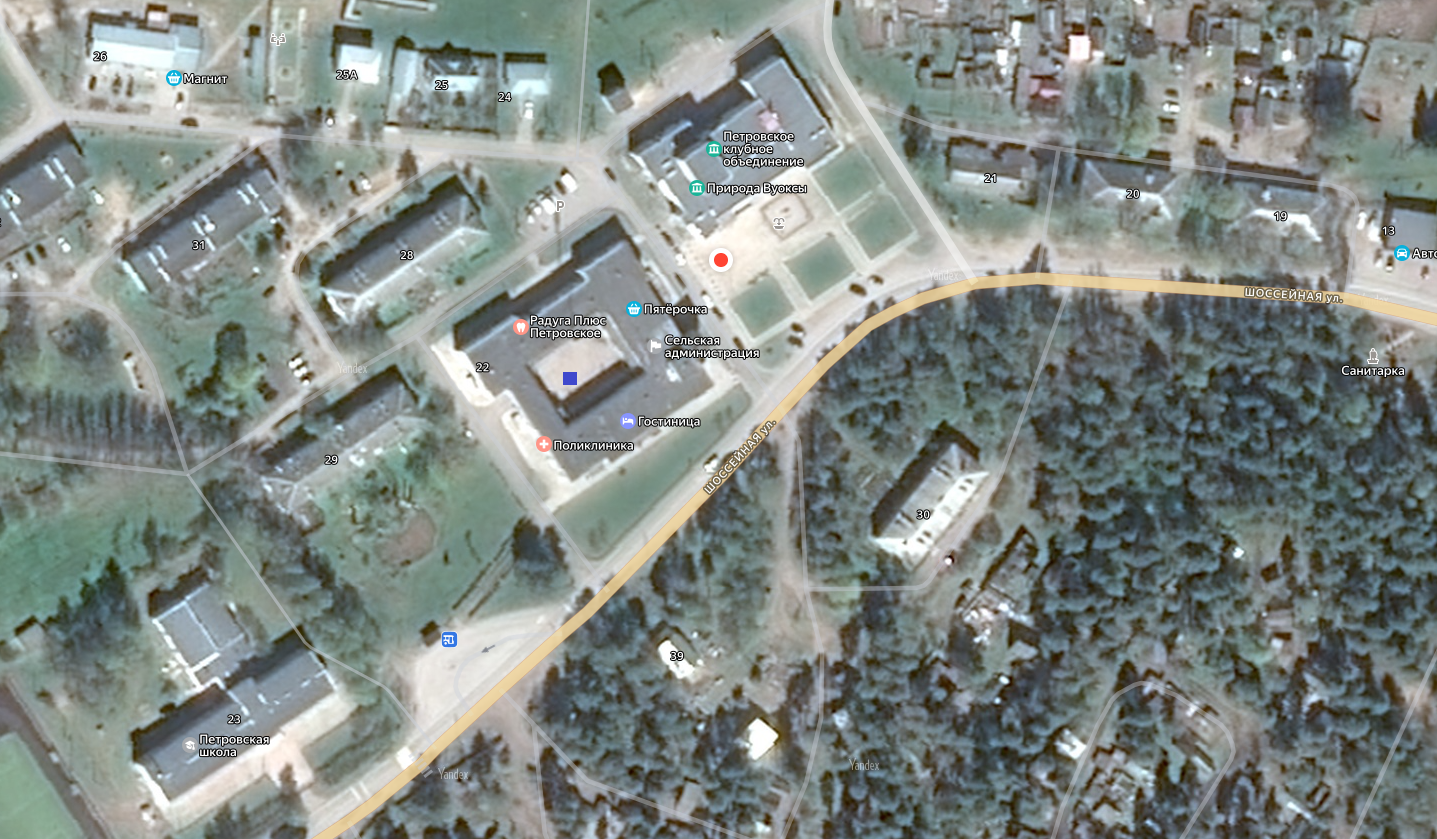 26
Магнит
25А
25
24
Петровское
клубное
объединение
Природа Вуоксы
P
21
20
19
13
Авто
31
28
Yandex
ШОССЕЙНАЯ ул.
Пятёрочка
Радуга Плюс
Петровское
Сельская
администрация
22
Yandex
Санитарка
Гостиница
Поликлиника
ШОССЕЙНАЯ ул.
29
30
39
23
Петровская
школа
Yandex
Yandex